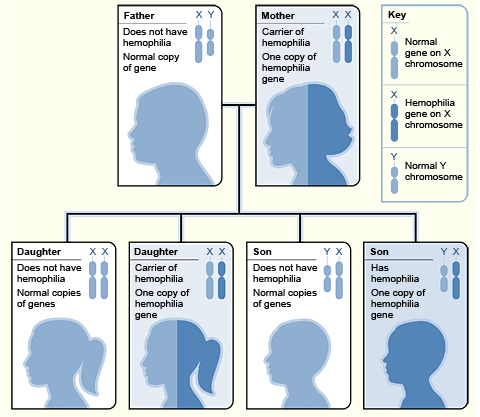 Father
X Y
Does not have
hemophilia
Normal copy
of gene
Mother
X X
Carrier of
hemophilia
One copy of
hemophilia
gene
Key
X
Normal
gene on X
chromosome
X
Hemophilia
gene on X
chromosome
Y
Normal Y
chromosome
Daughter
X X
Does not have
hemophilia
Normal copies
of genes
Daughter
X X
Carrier of
hemophilia
One copy of
hemophilia
gene
Son
Y X
Does not have
hemophilia
Normal copies
of genes
Son
Y X
Has
hemophilia
One copy of
hemophilia
gene